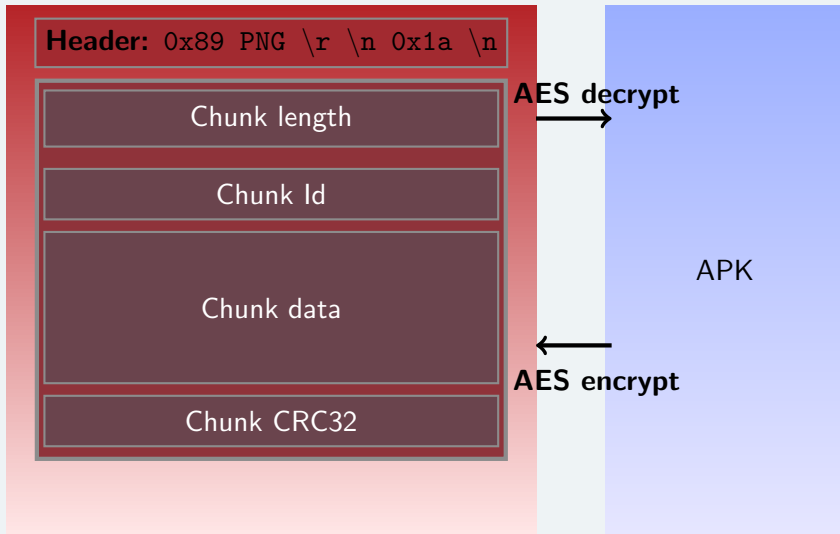 Header: 0x89 PNG \r \n 0x1a \n
AES decrypt
Chunk length
Chunk Id
APK
Chunk data
AES encrypt
Chunk CRC32